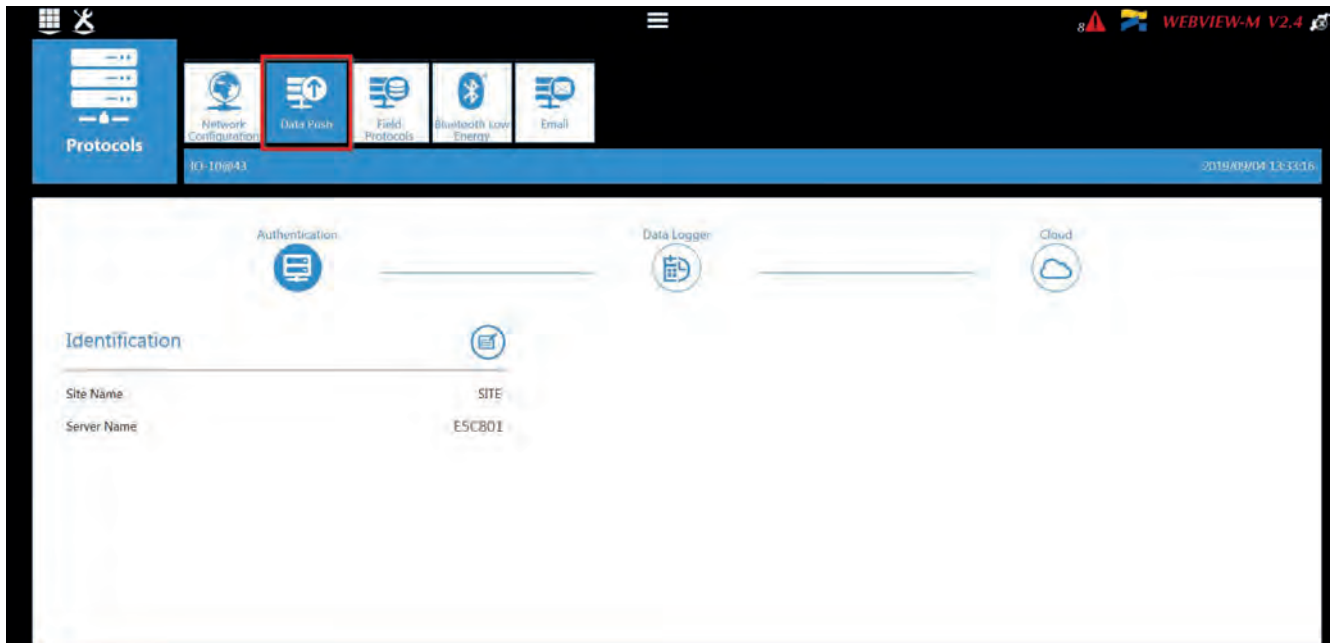 8 WEBVIEW-M V2.4
Protocols
Network
Configuration
Data Push
Field
Protocols
Bluetooth Low
Energy
Email
IO-10@43
2019/09/04 13:33:16
Authentication
Data Logger
Cloud
Identification
Site Name SITE
Server Name E5C801